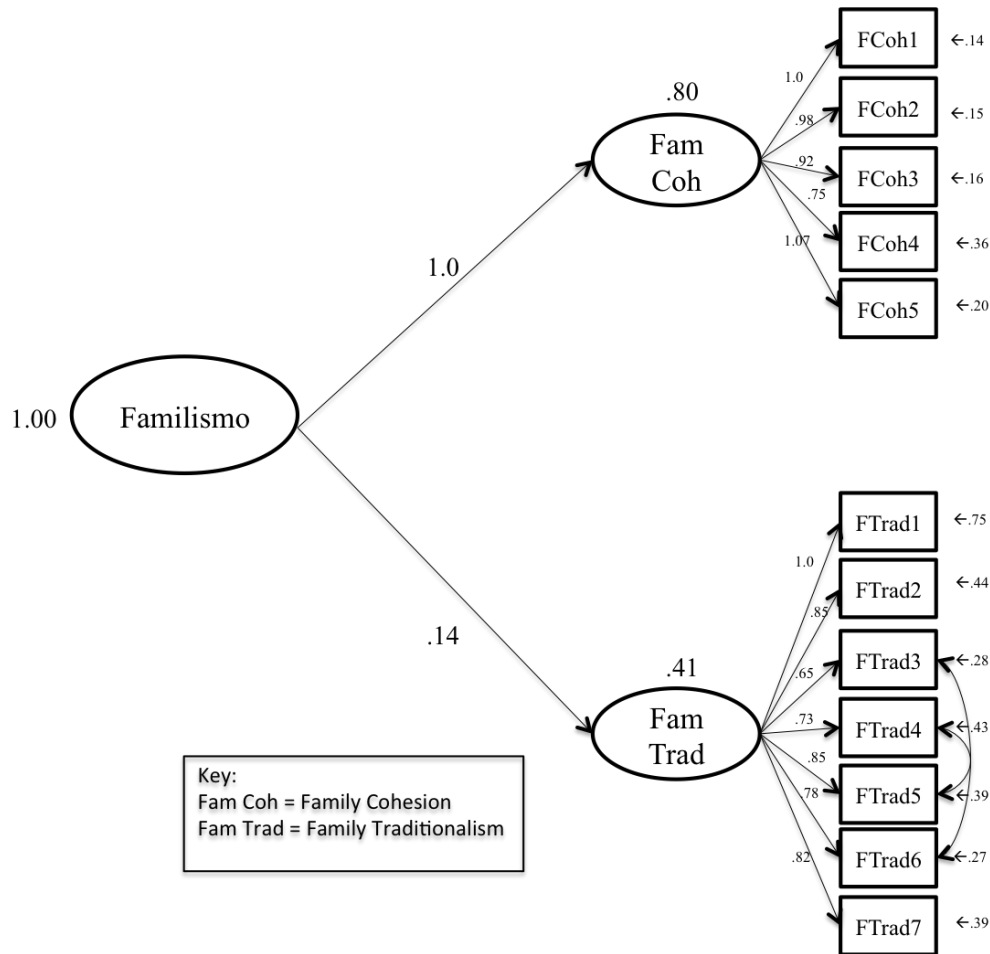 FCoh1
←.14
1.0
.80
FCoh2
←.15
.98
Fam
Coh
.92
FCoh3
←.16
.75
FCoh4
←.36
1.07
1.0
FCoh5
←.20
1.00
Familismo
FTrad1
←.75
1.0
FTrad2
←.44
.85
.14
.65
FTrad3
←.28
.41
.73
FTrad4
←.43
Fam
Trad
.85
.78
FTrad5
←.39
Key:
Fam Coh = Family Cohesion
Fam Trad = Family Traditionalism
.82
FTrad6
←.27
FTrad7
←.39